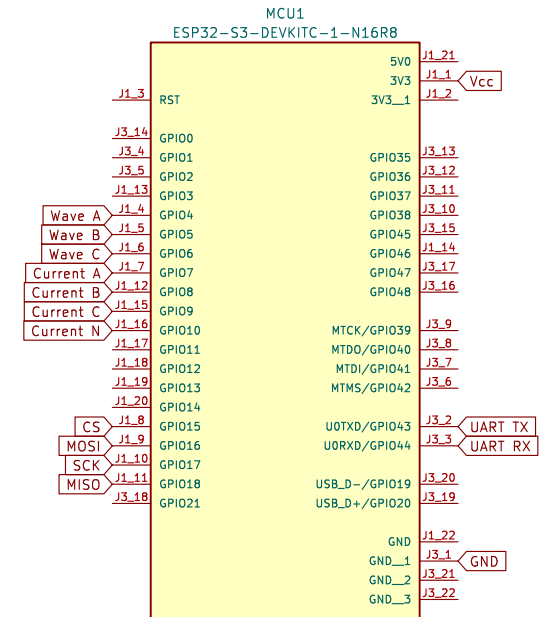 MCU1
ESP32-S3-DEVKITC-1-N16R8
5V0 J1_21
3V3 J1_1 Vcc
J1_3 RST 3V3__1 J1_2
J3_14 GPIO0
J3_4 GPIO1 GPIO35 J3_13
J3_5 GPIO2 GPIO36 J3_12
J1_13 GPIO3 GPIO37 J3_11
Wave A J1_4 GPIO4 GPIO38 J3_10
Wave B J1_5 GPIO5 GPIO45 J3_15
Wave C J1_6 GPIO6 GPIO46 J1_14
Current A J1_7 GPIO7 GPIO47 J3_17
Current B J1_12 GPIO8 GPIO48 J3_16
Current C J1_15 GPIO9
Current N J1_16 GPIO10 MTCK/GPIO39 J3_9
J1_17 GPIO11 MTDO/GPIO40 J3_8
J1_18 GPIO12 MTDI/GPIO41 J3_7
J1_19 GPIO13 MTMS/GPIO42 J3_6
J1_20 GPIO14
CS J1_8 GPIO15 U0TXD/GPIO43 J3_2 UART TX
MOSI J1_9 GPIO16 U0RXD/GPIO44 J3_3 UART RX
SCK J1_10 GPIO17
MISO J1_11 GPIO18 USB_D-/GPIO19 J3_20
J3_18 GPIO21 USB_D+/GPIO20 J3_19
GND J1_22
GND__1 J3_1 GND
GND__2 J3_21
GND__3 J3_22